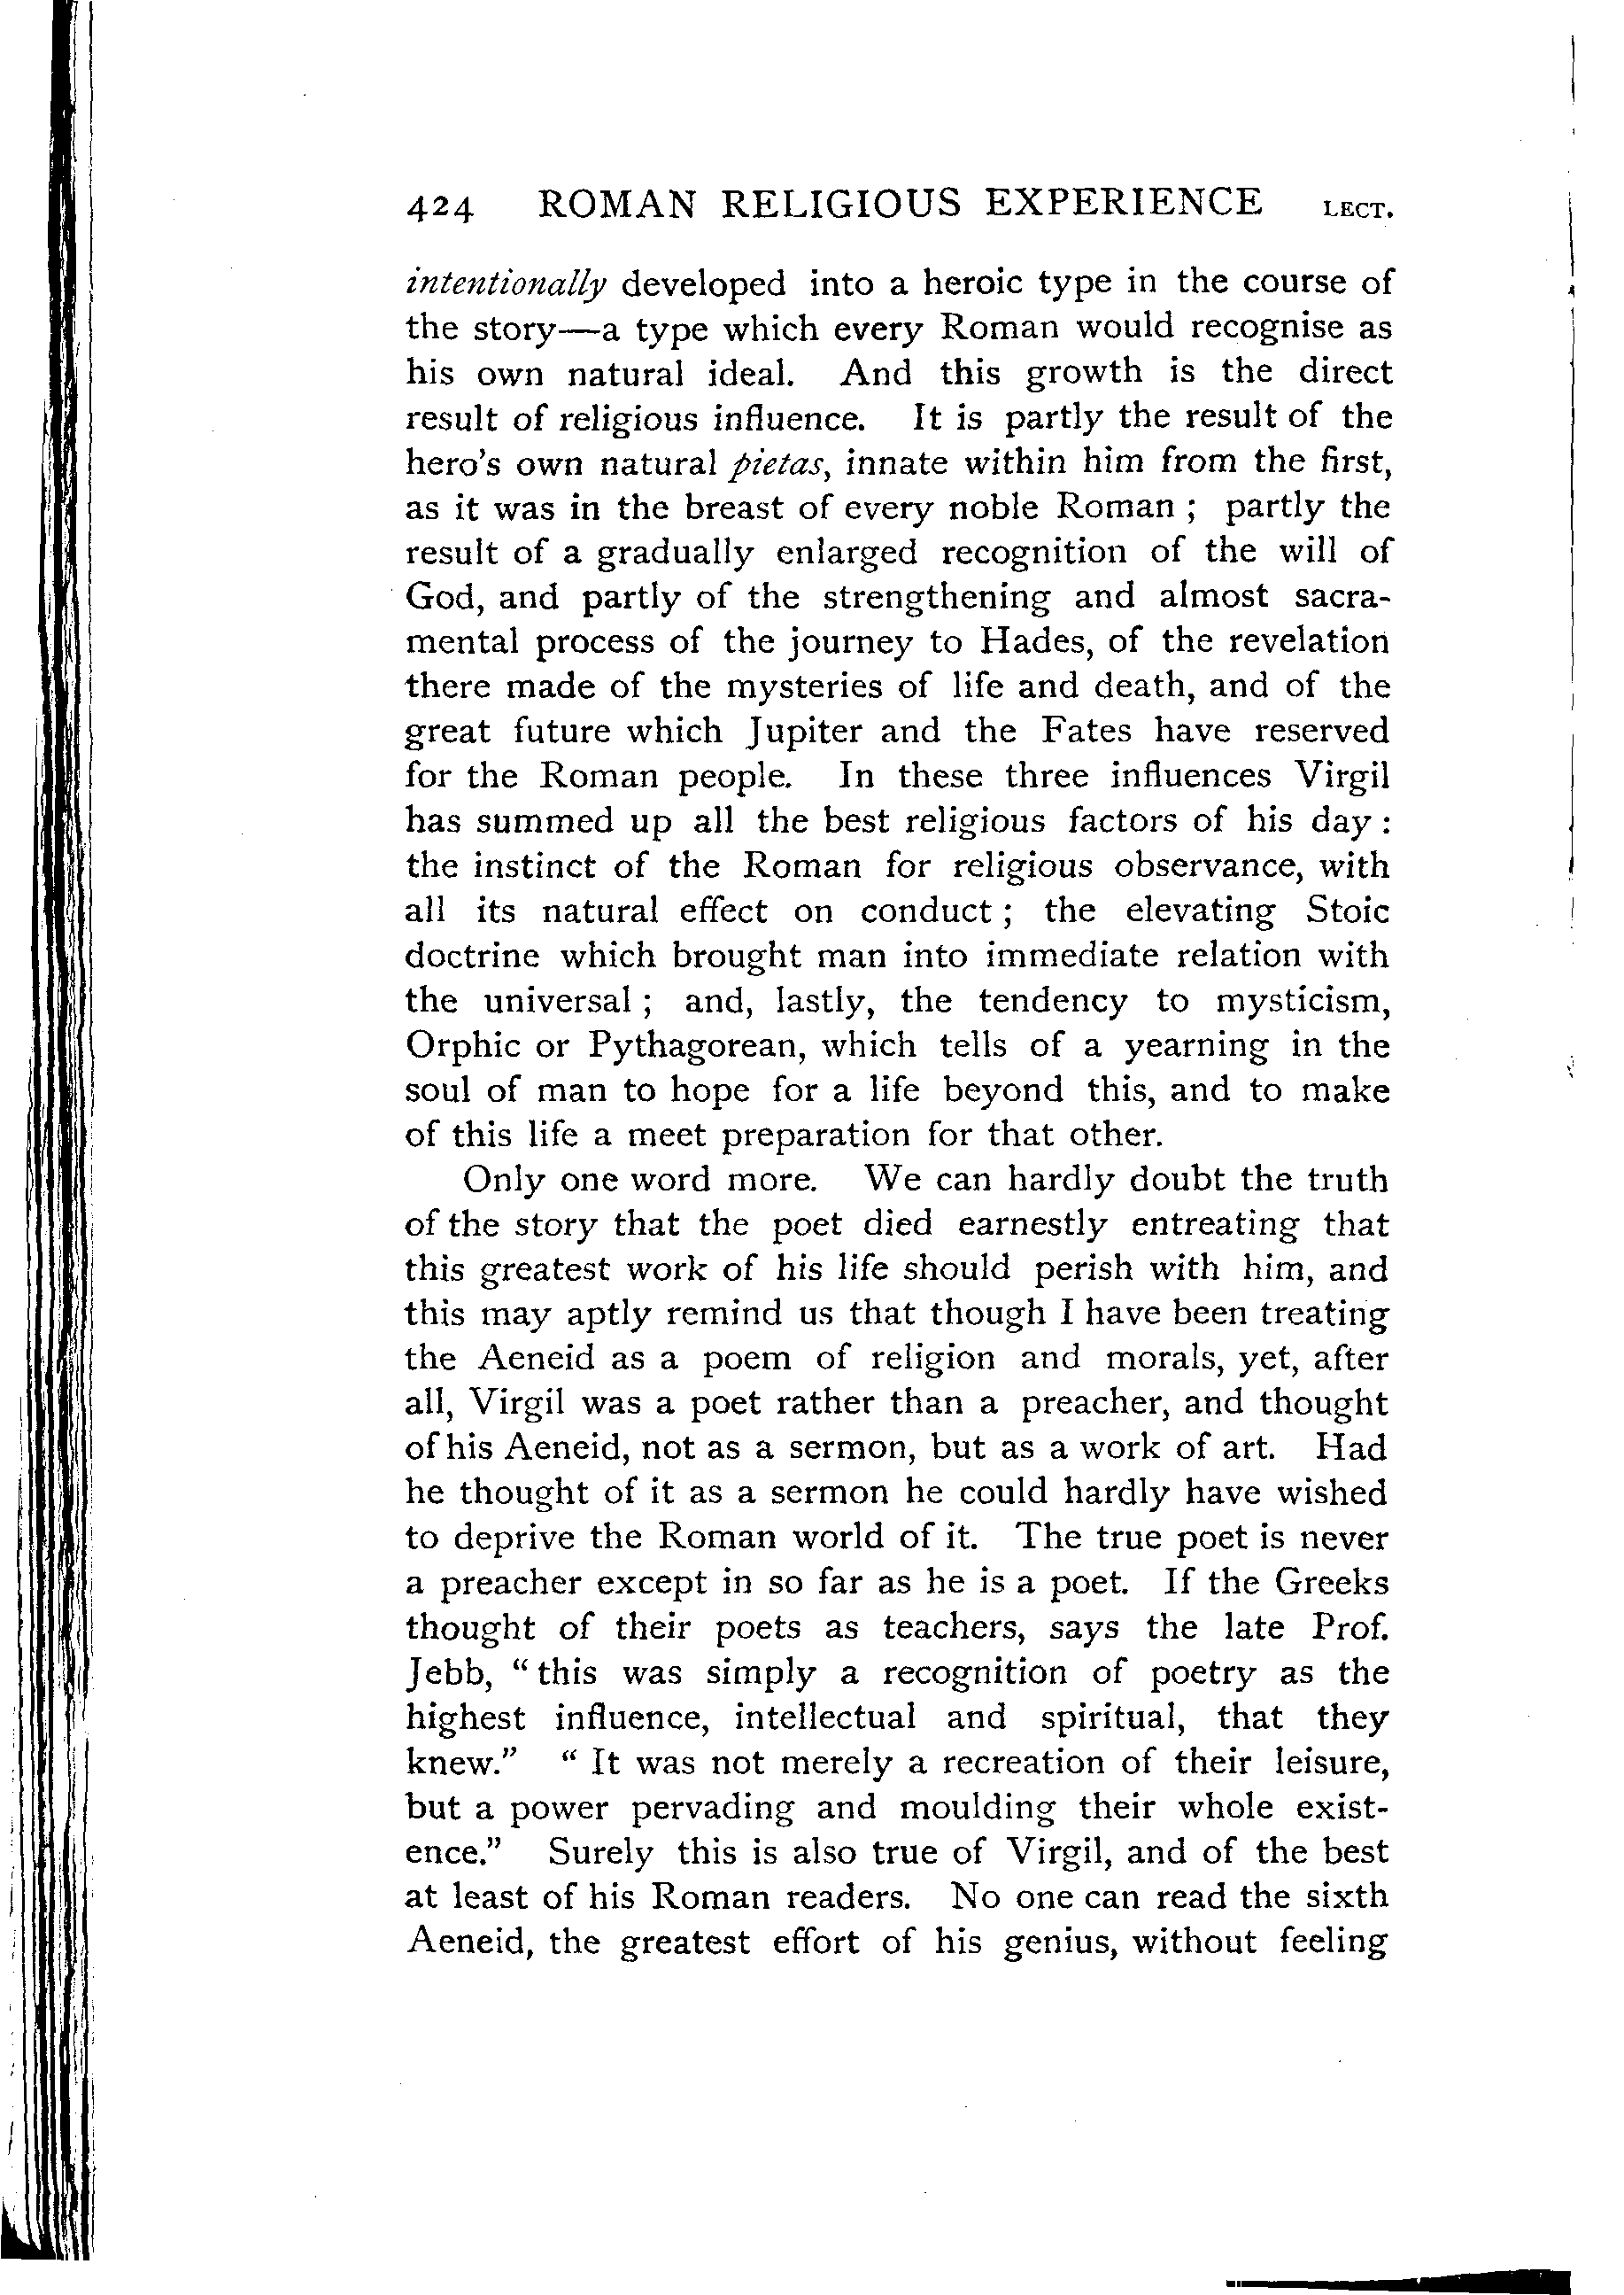 424 ROMAN RELIGIOUS EXPERIENCE LECT.
intentionally developed into a heroic type in the course of
the story—a type which every Roman would recognise as
his own natural ideal. And this growth is the direct
result of religious influence. It is partly the result of the
hero's own natural pietas, innate within him from the first,
as it was in the breast of every noble Roman ; partly the
result of a gradually enlarged recognition of the will of
God, and partly of the strengthening and almost sacra-
mental process of the journey to Hades, of the revelation
there made of the mysteries of life and death, and of the
great future which Jupiter and the Fates have reserved
for the Roman people. In these three influences Virgil
has summed up all the best religious factors of his day :
the instinct of the Roman for religious observance, with
all its natural effect on conduct ; the elevating Stoic
doctrine which brought man into immediate relation with
the universal ; and, lastly, the tendency to mysticism,
Orphic or Pythagorean, which tells of a yearning in the
soul of man to hope for a life beyond this, and to make
of this life a meet preparation for that other.
Only one word more. We can hardly doubt the truth
of the story that the poet died earnestly entreating that
this greatest work of his life should perish with him, and
this may aptly remind us that though I have been treating
the Aeneid as a poem of religion and morals, yet, after
all, Virgil was a poet rather than a preacher, and thought
of his Aeneid, not as a sermon, but as a work of art. Had
he thought of it as a sermon he could hardly have wished
to deprive the Roman world of it. The true poet is never
a preacher except in so far as he is a poet. If the Greeks
thought of their poets as teachers, says the late Prof.
Jebb, "this was simply a recognition of poetry as the
highest influence, intellectual and spiritual, that they
knew." "It was not merely a recreation of their leisure,
but a power pervading and moulding their whole exist-
ence." Surely this is also true of Virgil, and of the best
at least of his Roman readers. No one can read the sixth
Aeneid, the greatest effort of his genius, without feeling